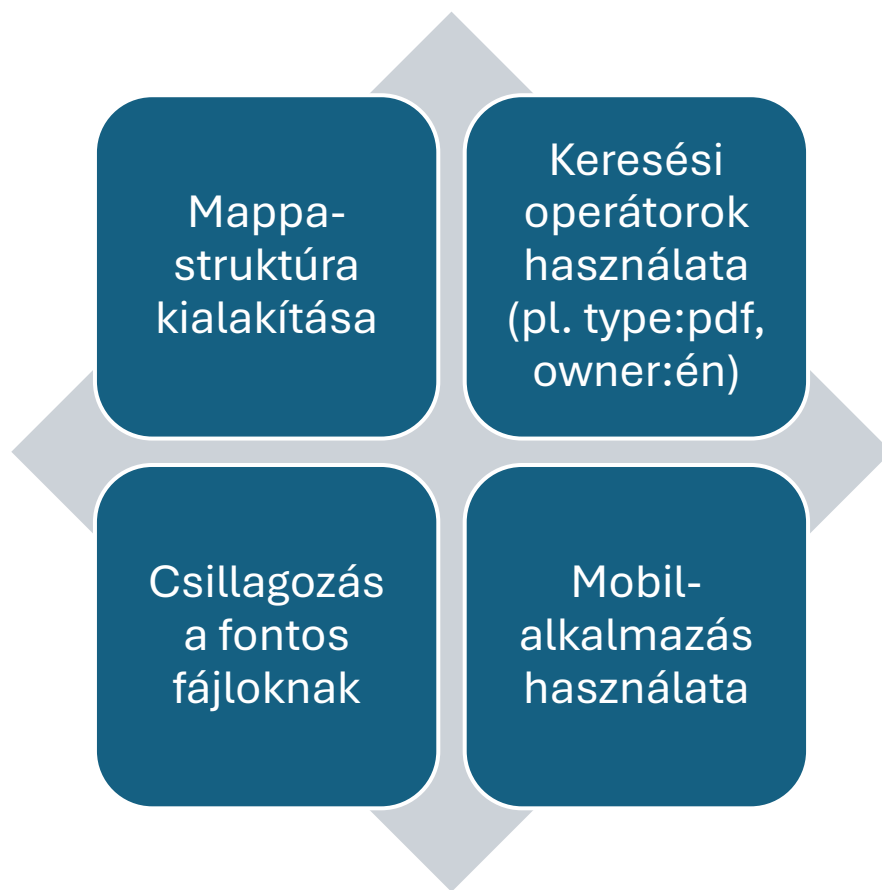 Mappa-
struktúra
kialakítása
Keresési
operátorok
használata
(pl. type:pdf,
owner:én)
Csillagozás
a fontos
fájloknak
Mobil-
alkalmazás
használata